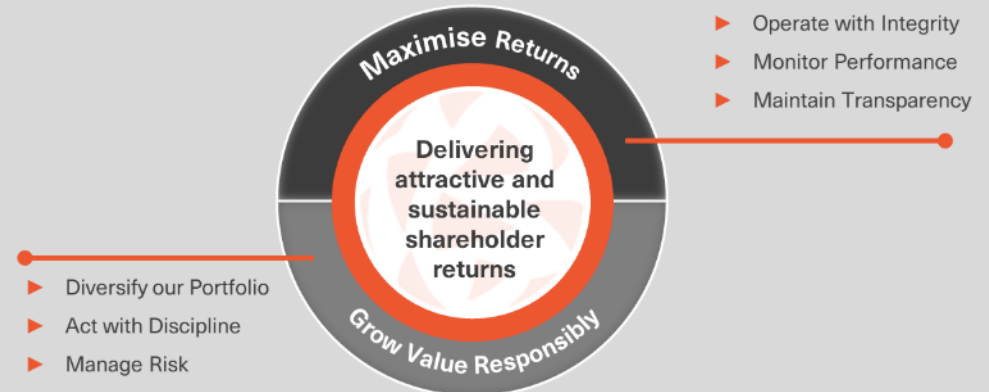 Maximise Returns
Operate with Integrity
Monitor Performance
Maintain Transparency
Delivering
attractive and
sustainable
shareholder
returns
Diversify our Portfolio
Act with Discipline
Manage Risk
Grow Value Responsibly